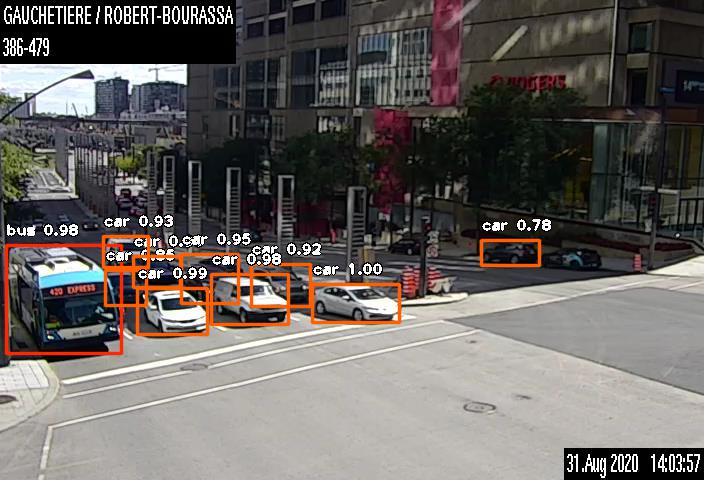 GAUCHETIERE / ROBERT-BOURASSA
386-479
ROGERS
bus 0.98
car 0.93
car 0.95
car 0.92
car 0.98
car 0.99
car 1.00
car 0.78
420 EXPRESS
31.Aug 2020 14:03:57